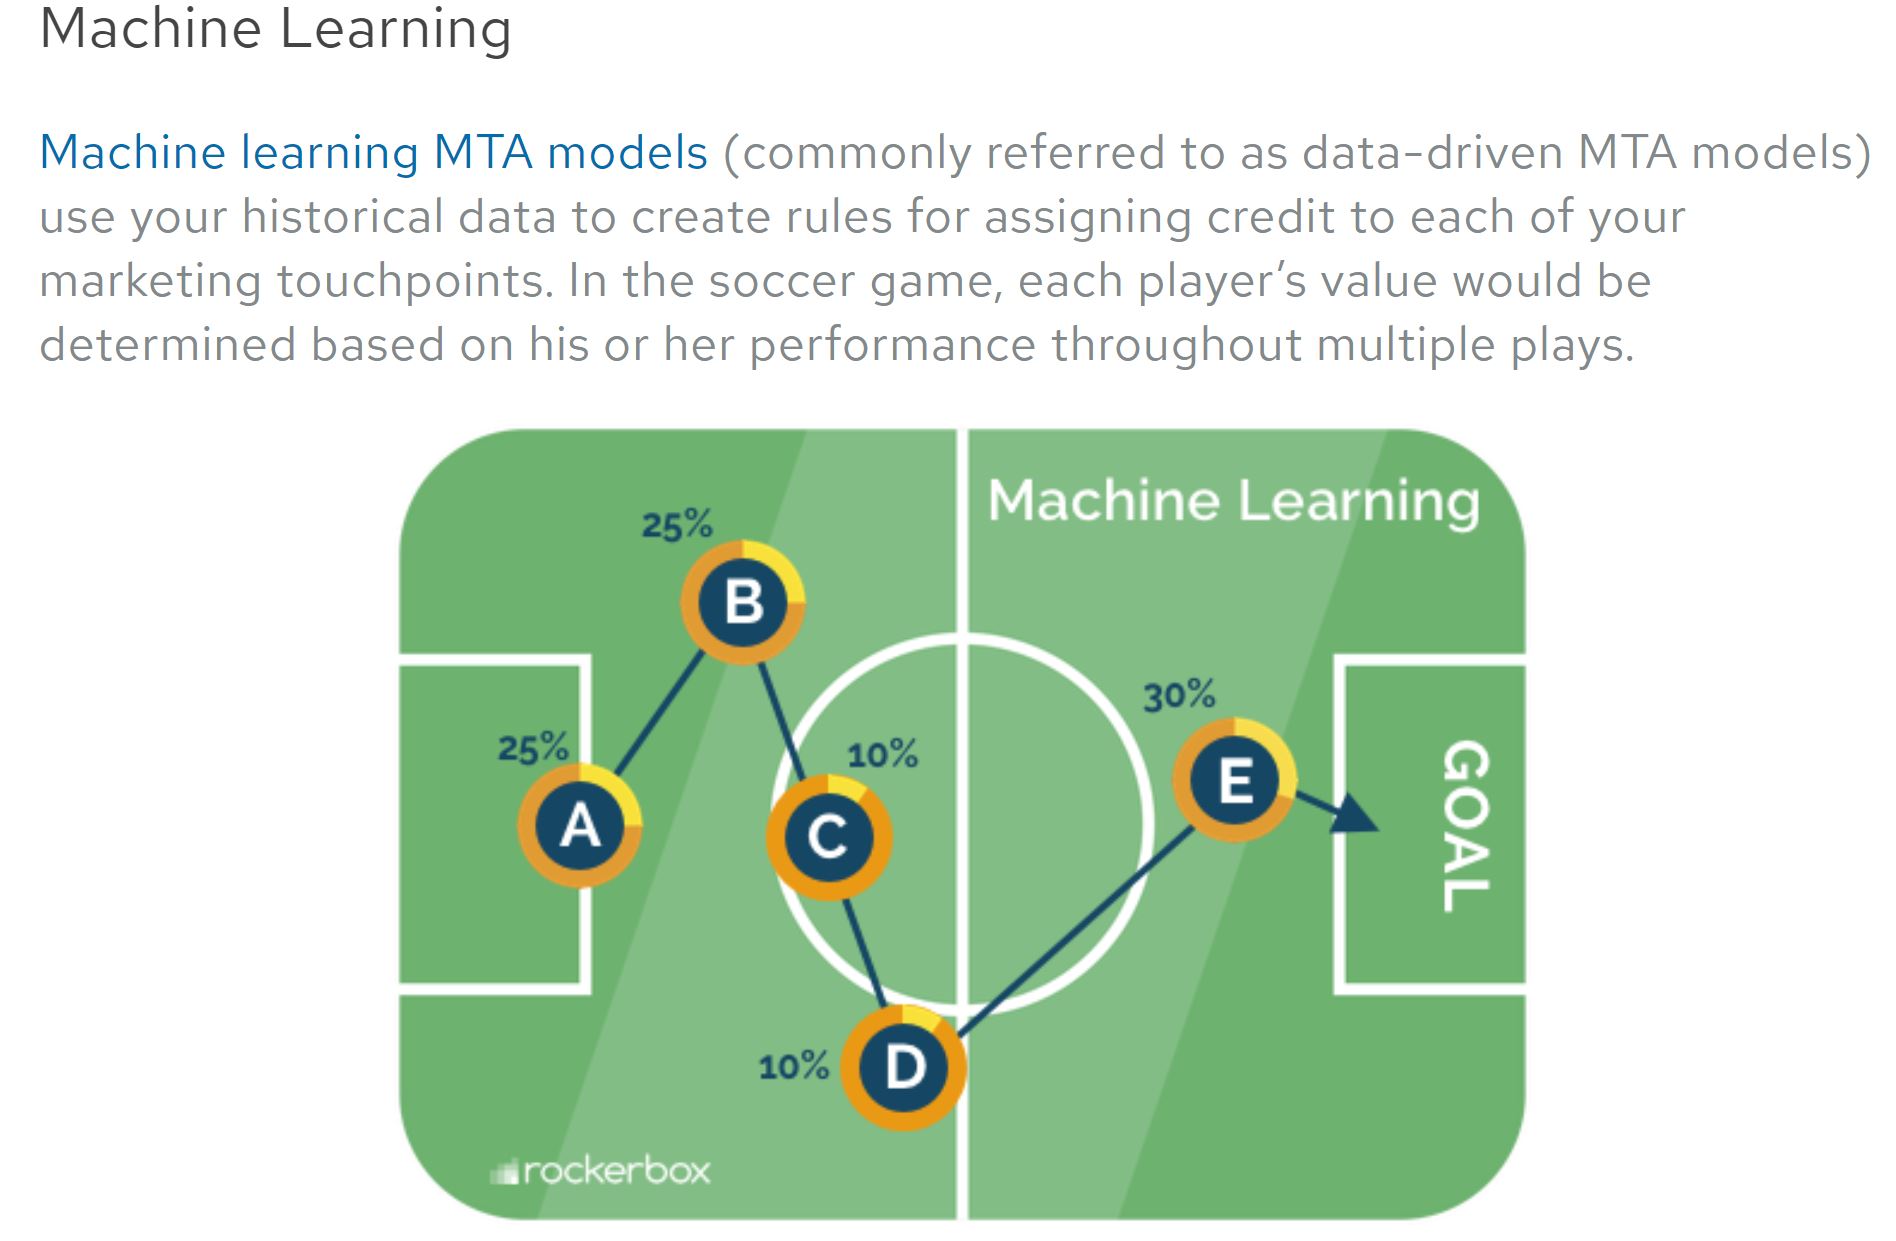 Machine Learning
Machine learning MTA models (commonly referred to as data-driven MTA models)
use your historical data to create rules for assigning credit to each of your
marketing touchpoints. In the soccer game, each player’s value would be
determined based on his or her performance throughout multiple plays.
Machine Learning
25%
B
30%
25%
10%
E
A
C
GOAL
10%
D
rockerbox